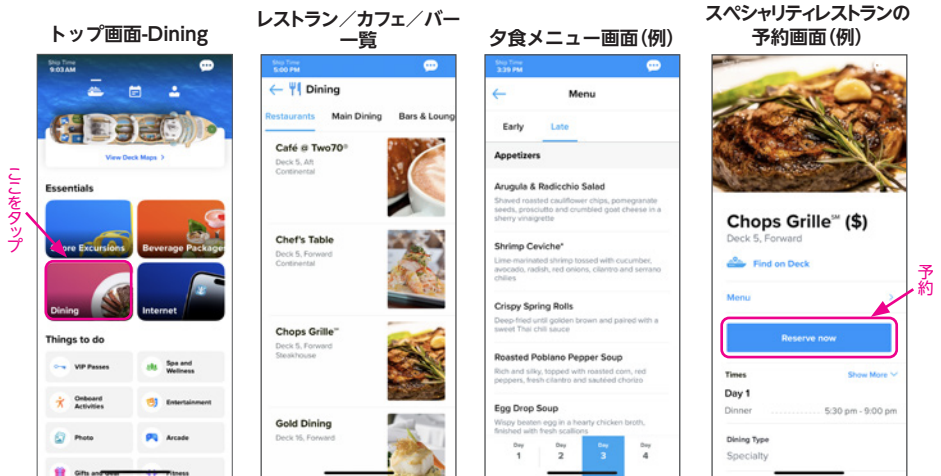 トップ画面-Dining
Ship Time
9:03 AM
View Deck Maps >
Essentials
Shore Excursions
Beverage Packages
Dining
Internet
ここをタップ
Things to do
VIP Passes
Spa and
Wellness
Onboard
Activities
Entertainment
Photo
Arcade
Gifts and Gear
Fitness
レストラン／カフェ／バー
一覧
Ship Time
5:00 PM
Dining
Restaurants
Main Dining
Bars & Loung
Café @ Two70®
Deck 5, Aft
Continental
Chef's Table
Deck 5, Forward
Continental
Chops Grille℠
Deck 5, Forward
Steakhouse
Gold Dining
Deck 16, Forward
夕食メニュー画面(例)
Ship Time
3:39 PM
Menu
Early
Late
Appetizers
Arugula & Radicchio Salad
Shaved roasted cauliflower chips, pomegranate
seeds, prosciutto and crumbled goat cheese in a
sherry vinaigrette
Shrimp Ceviche*
Lime-marinated shrimp tossed with cucumber,
avocado, radish, red onions, cilantro and serrano
chilies
Crispy Spring Rolls
Deep-fried until golden brown and paired with a
sweet Thai chili sauce
Roasted Poblano Pepper Soup
Rich and silky, topped with roasted corn, red
peppers, fresh cilantro and sautéed chorizo
Egg Drop Soup
Wispy beaten egg in a hearty chicken broth,
finished with fresh scallions
Day 1
Day 2
Day 3
Day 4
スペシャリティレストランの
予約画面(例)
Chops Grille℠ ($)
Deck 5, Forward
Find on Deck
Menu
予約
Reserve now
Times
Show More
Day 1
Dinner
5:30 pm - 9:00 pm
Dining Type
Specialty